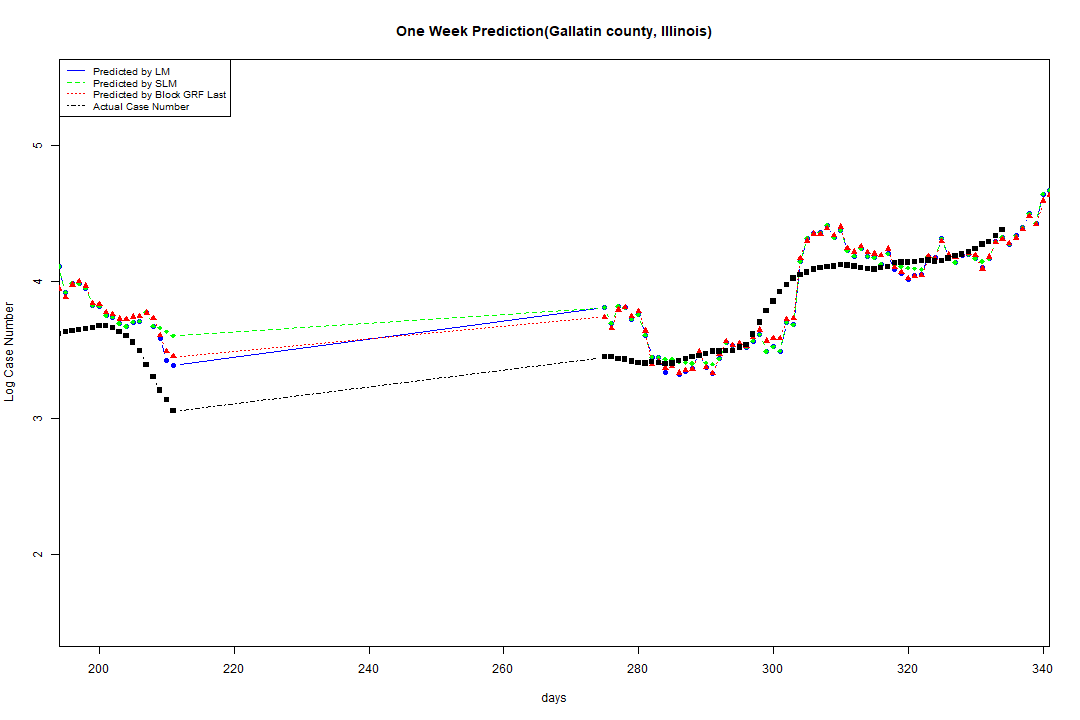 One Week Prediction(Gallatin county, Illinois)
Predicted by LM
Predicted by SLM
Predicted by Block GRF Last
Actual Case Number
Log Case Number
5
4
3
2
200 220 240 260 280 300 320 340
days